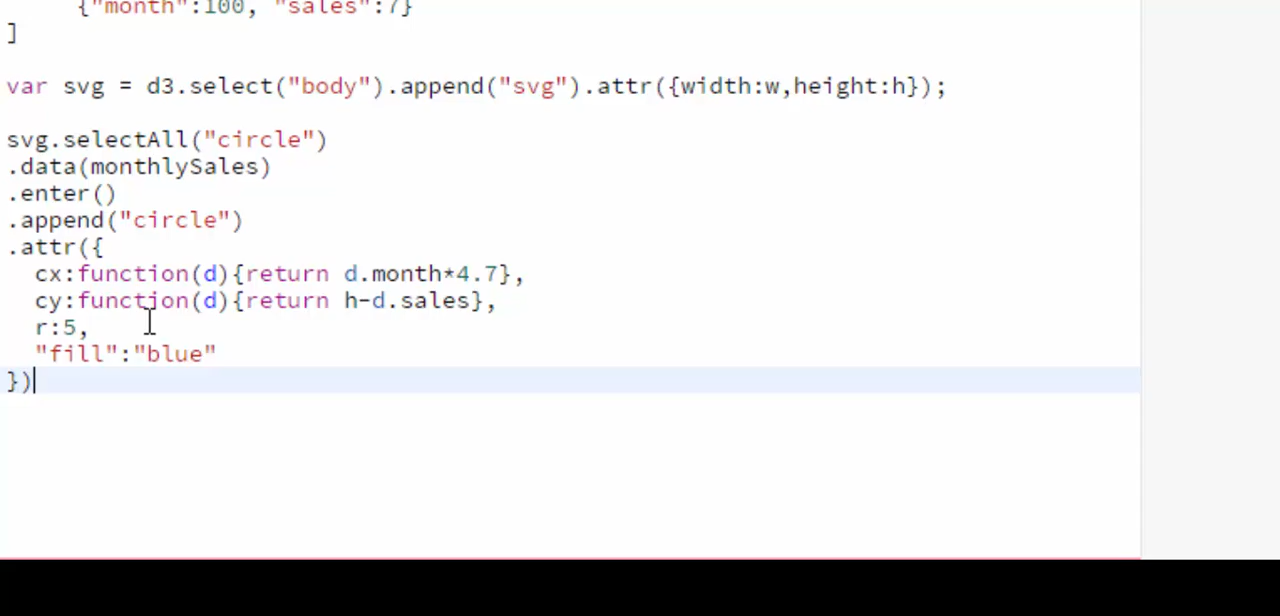 {"month":100, "sales":7}
]
var svg = d3.select("body").append("svg").attr({width:w,height:h});
svg.selectAll("circle")
.data(monthlySales)
.enter()
.append("circle")
.attr({
cx:function(d){return d.month*4.7},
cy:function(d){return h-d.sales},
r:5,
"fill":"blue"
})